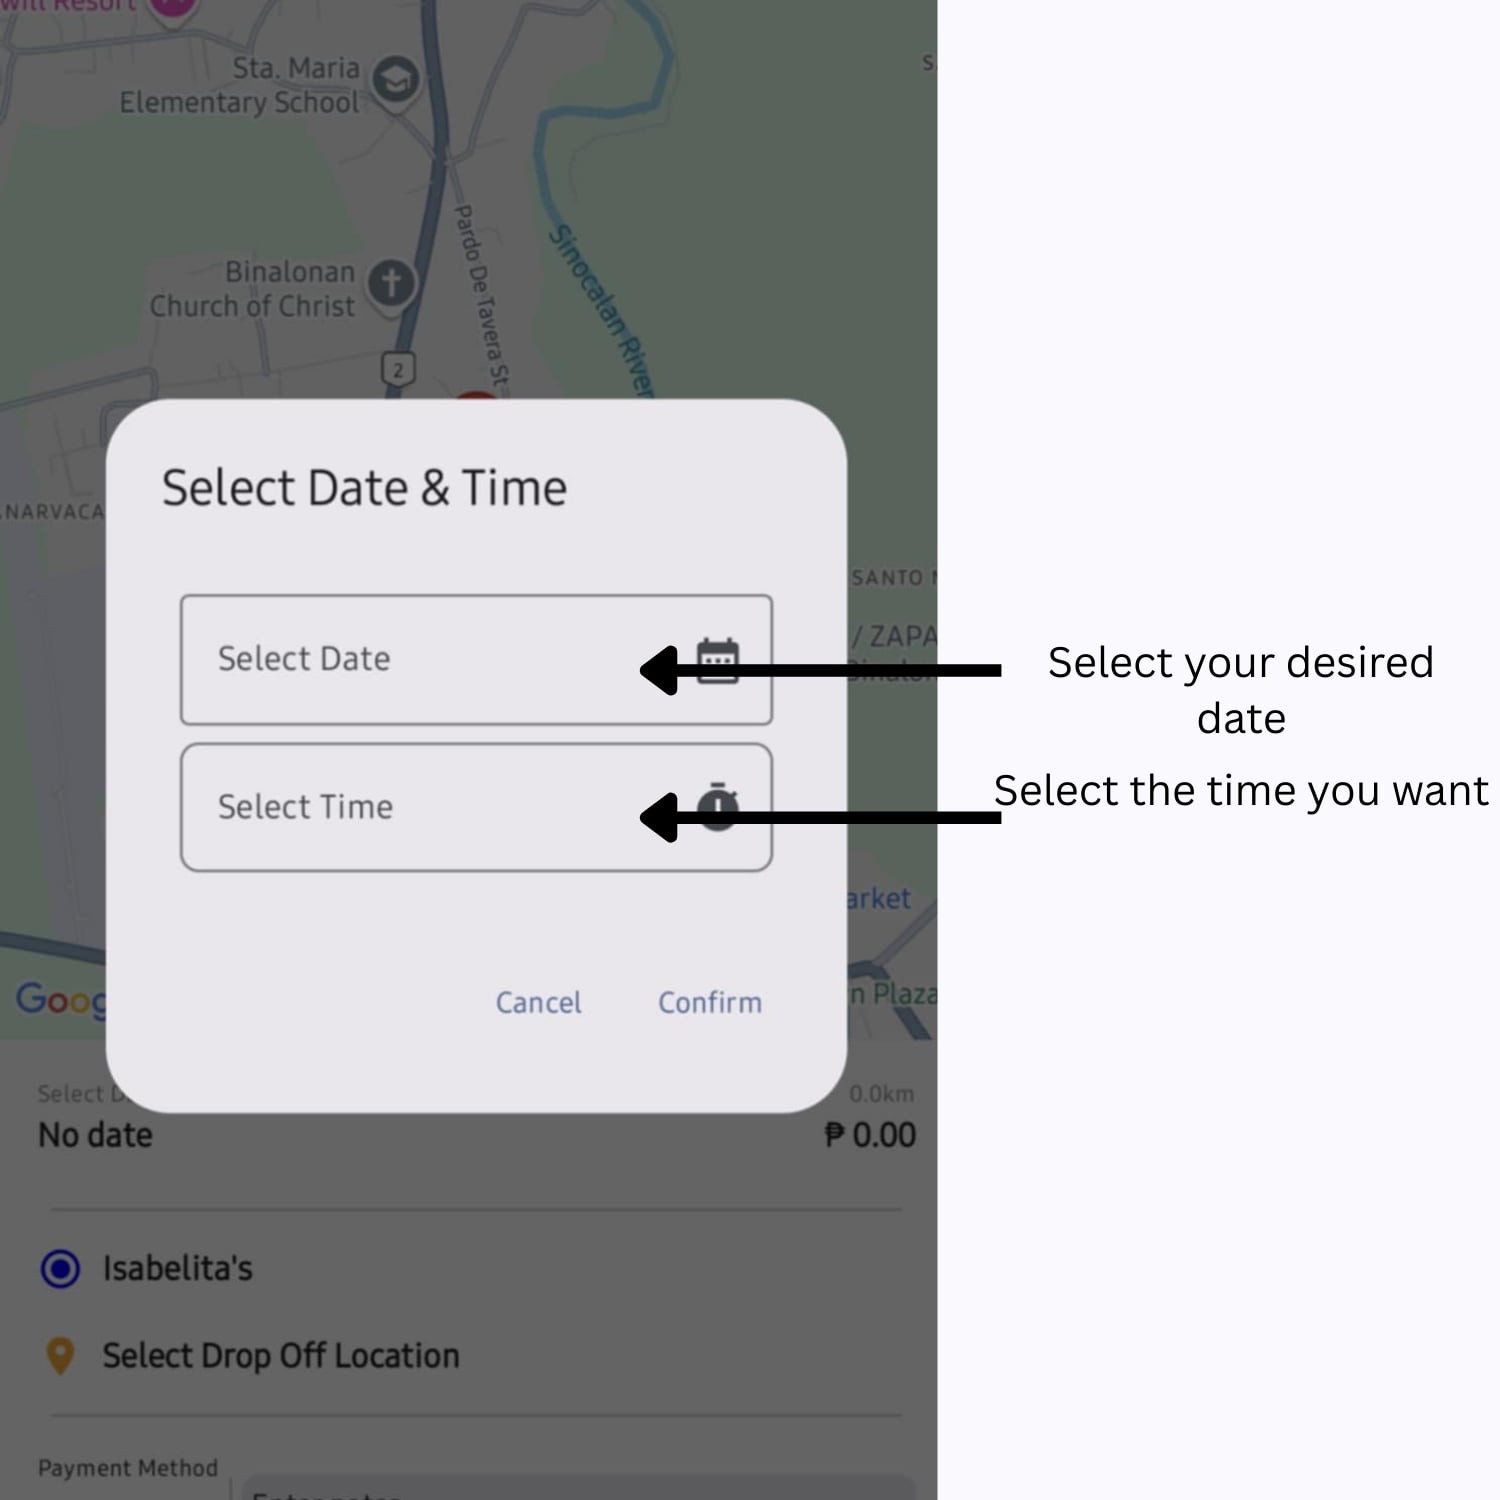 Sta. Maria
Elementary School
S
Pardo De Tavera St
Sinocalan River
Binalonan
Church of Christ
2
Select Date & Time
NARVACA
SANTO
/ ZAPA
Select Date
Select your desired
date
Select Time
Select the time you want
arket
Cancel
Confirm
n Plaza
Goog
Select D
0.0km
No date
₱ 0.00
Isabelita's
Select Drop Off Location
Payment Method